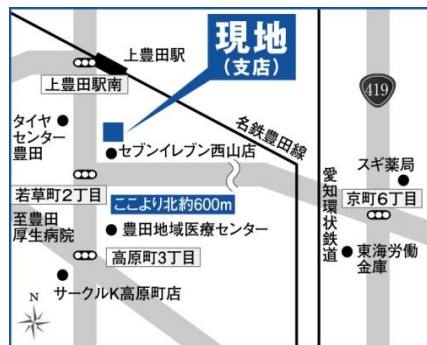 上豊田駅
現地
(支店)
上豊田駅南
419
タイヤ
センター
豊田
名鉄豊田線
セブンイレブン西山店
愛知環状鉄道
スギ薬局
若草町2丁目
ここより北約600m
京町6丁目
至豊田
厚生病院
豊田地域医療センター
高原町3丁目
東海労働
金庫
N
サークルK高原町店